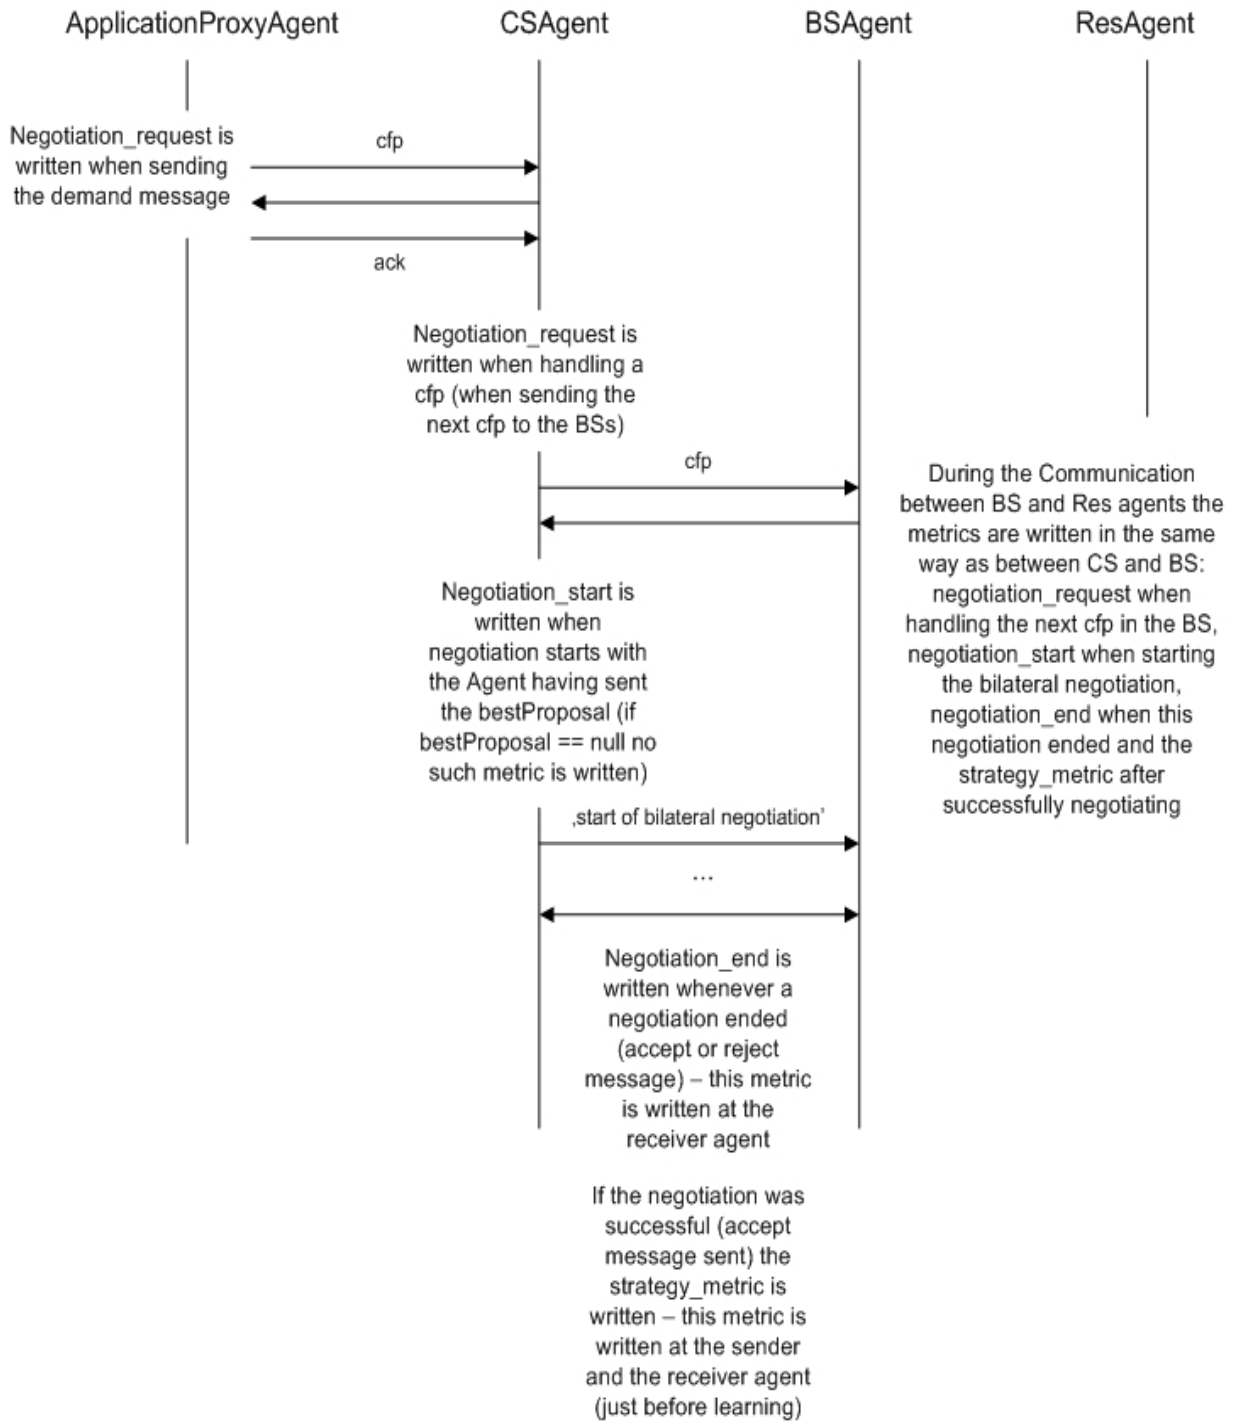 ApplicationProxyAgent
CSAgent
BSAgent
ResAgent
Negotiation_request is
written when sending
the demand message
cfp
ack
Negotiation_request is
written when handling a
cfp (when sending the
next cfp to the BSs)
cfp
During the Communication
between BS and Res agents the
metrics are written in the same
way as between CS and BS:
negotiation_request when
handling the next cfp in the BS,
negotiation_start when starting
the bilateral negotiation,
negotiation_end when this
negotiation ended and the
strategy_metric after
successfully negotiating
Negotiation_start is
written when
negotiation starts with
the Agent having sent
the bestProposal (if
bestProposal == null no
such metric is written)
‚start of bilateral negotiation’
...
Negotiation_end is
written whenever a
negotiation ended
(accept or reject
message) – this metric
is written at the
receiver agent
If the negotiation was
successful (accept
message sent) the
strategy_metric is
written – this metric is
written at the sender
and the receiver agent
(just before learning)